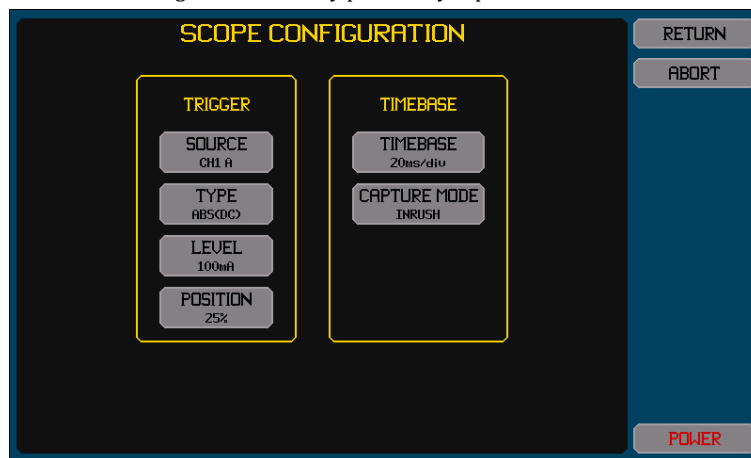 SCOPE CONFIGURATION
RETURN
ABORT
TRIGGER
SOURCE
CH1 A
TYPE
ABS(DC)
LEVEL
100mA
POSITION
25%
TIMEBASE
TIMEBASE
20ms/div
CAPTURE MODE
INRUSH
POWER